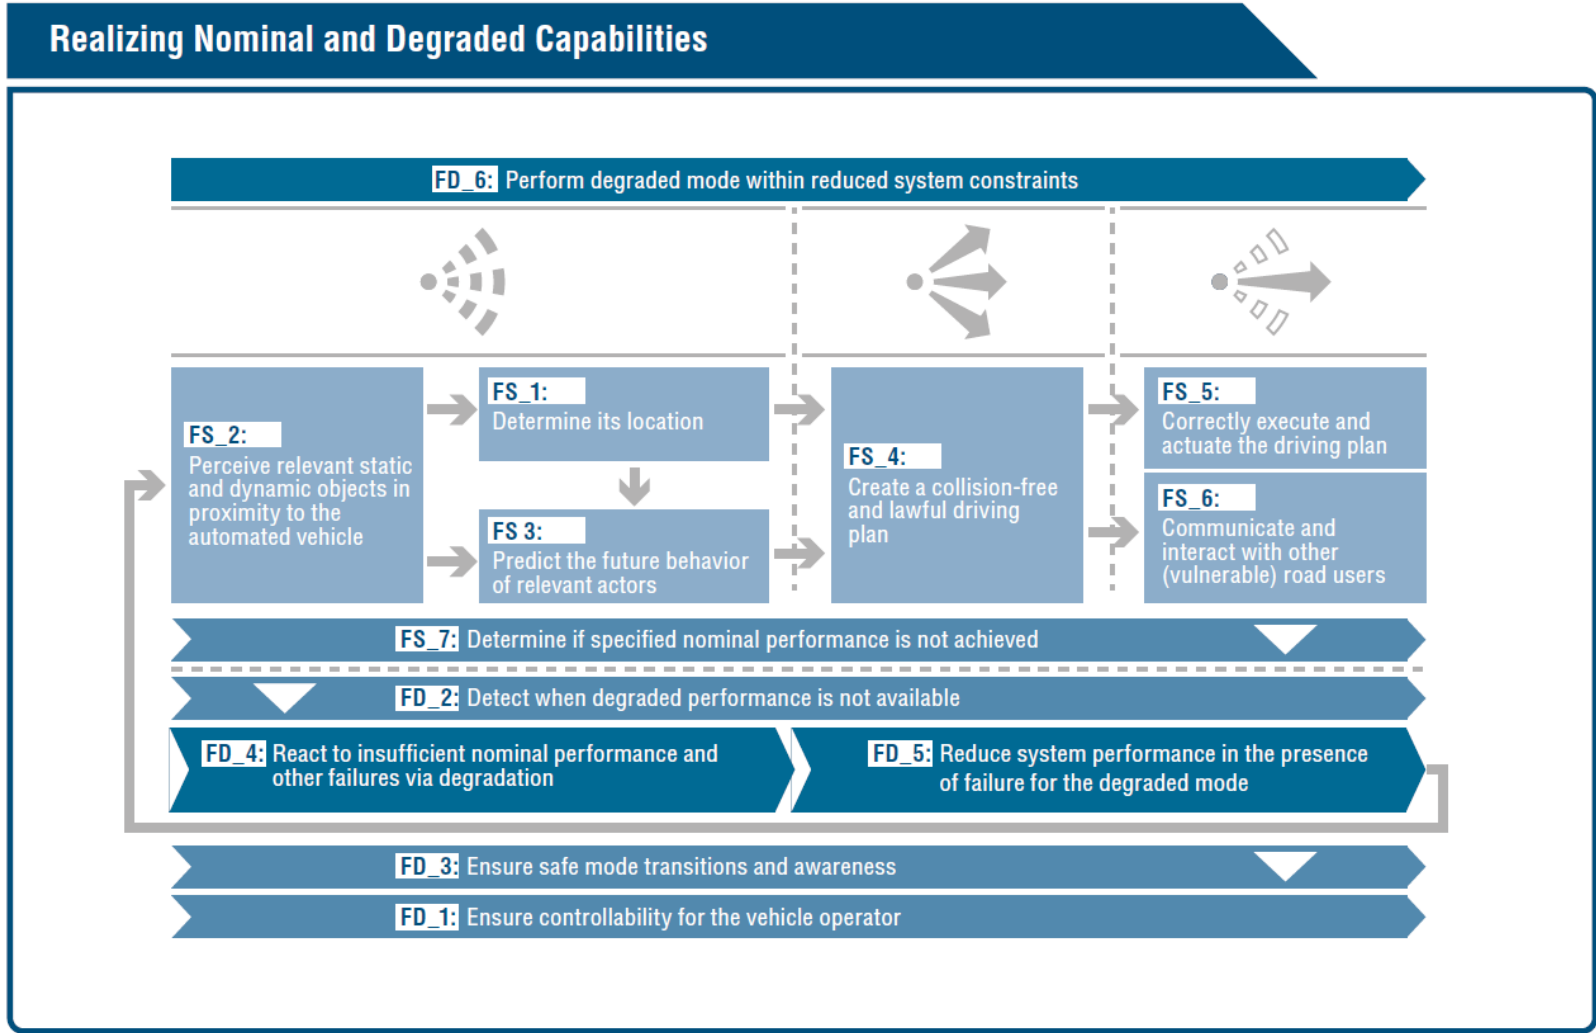 Realizing Nominal and Degraded Capabilities
FD_6: Perform degraded mode within reduced system constraints
FS_2:
Perceive relevant static
and dynamic objects in
proximity to the
automated vehicle
FS_1:
Determine its location
FS 3:
Predict the future behavior
of relevant actors
FS_4:
Create a collision-free
and lawful driving
plan
FS_5:
Correctly execute and
actuate the driving plan
FS_6:
Communicate and
interact with other
(vulnerable) road users
FS_7: Determine if specified nominal performance is not achieved
FD_2: Detect when degraded performance is not available
FD_4: React to insufficient nominal performance and
other failures via degradation
FD_5: Reduce system performance in the presence
of failure for the degraded mode
FD_3: Ensure safe mode transitions and awareness
FD_1: Ensure controllability for the vehicle operator